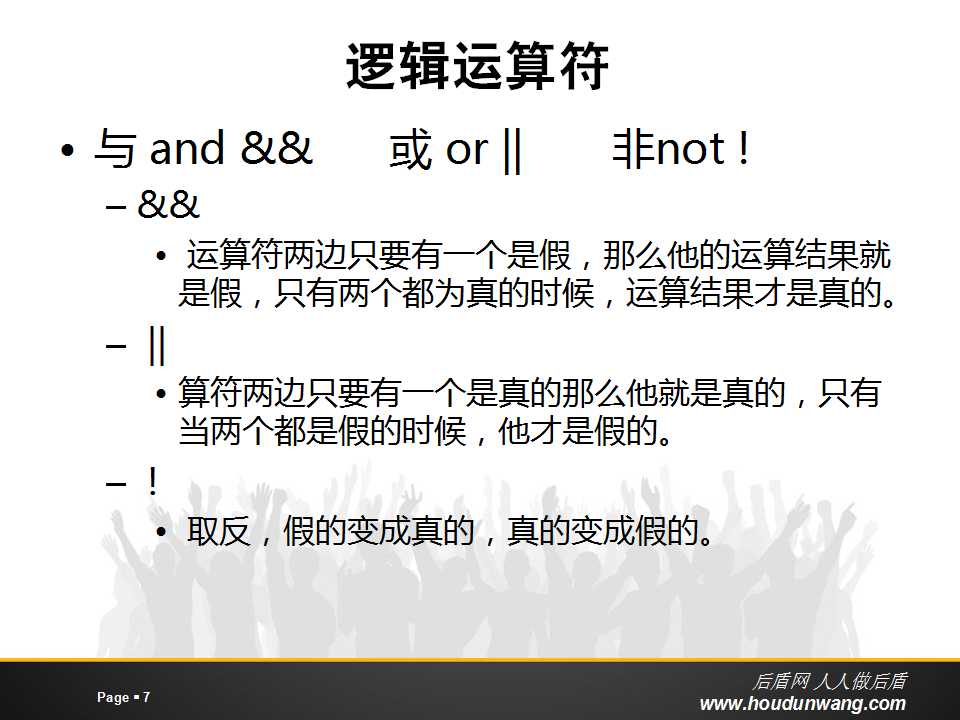 逻辑运算符
• 与 and && 或 or || 非not !
– &&
• 运算符两边只要有一个是假，那么他的运算结果就
是假，只有两个都为真的时候，运算结果才是真的。
– ||
• 算符两边只要有一个是真的那么他就是真的，只有
当两个都是假的时候，他才是假的。
– !
• 取反，假的变成真的，真的变成假的。
Page ▪ 7
后盾网 人人做后盾
www.houdunwang.com